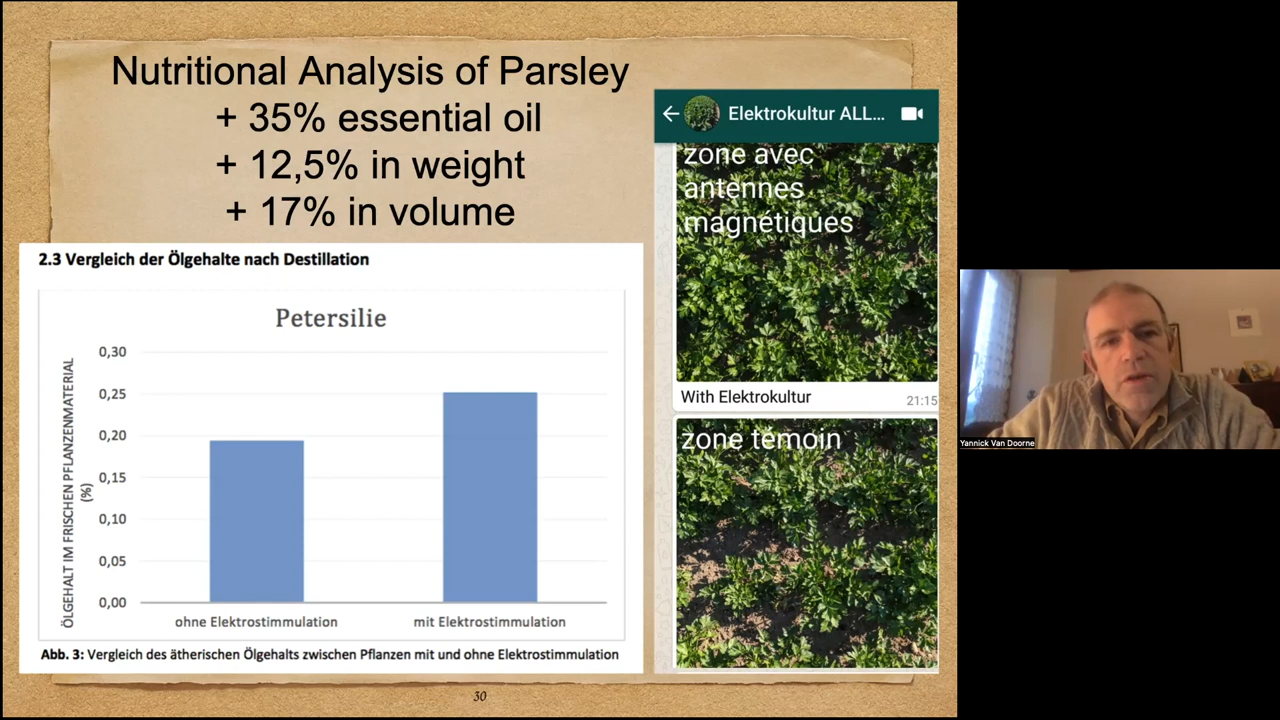 Nutritional Analysis of Parsley
+ 35% essential oil
+ 12,5% in weight
+ 17% in volume
2.3 Vergleich der Ölgehalte nach Destillation
Petersilie
ÖLGEHALT IM FRISCHEN PFLANZENMATERIAL
(%)
0,30
0,25
0,20
0,15
0,10
0,05
0,00
ohne Elektrostimmulation
mit Elektrostimmulation
Abb. 3: Vergleich des ätherischen Ölgehalts zwischen Pflanzen mit und ohne Elektrostimmulation
Elektrokultur ALL...
zone avec
antennes
magnétiques
With Elektrokultur
21:15
zone témoin
30
Yannick Van Doorne